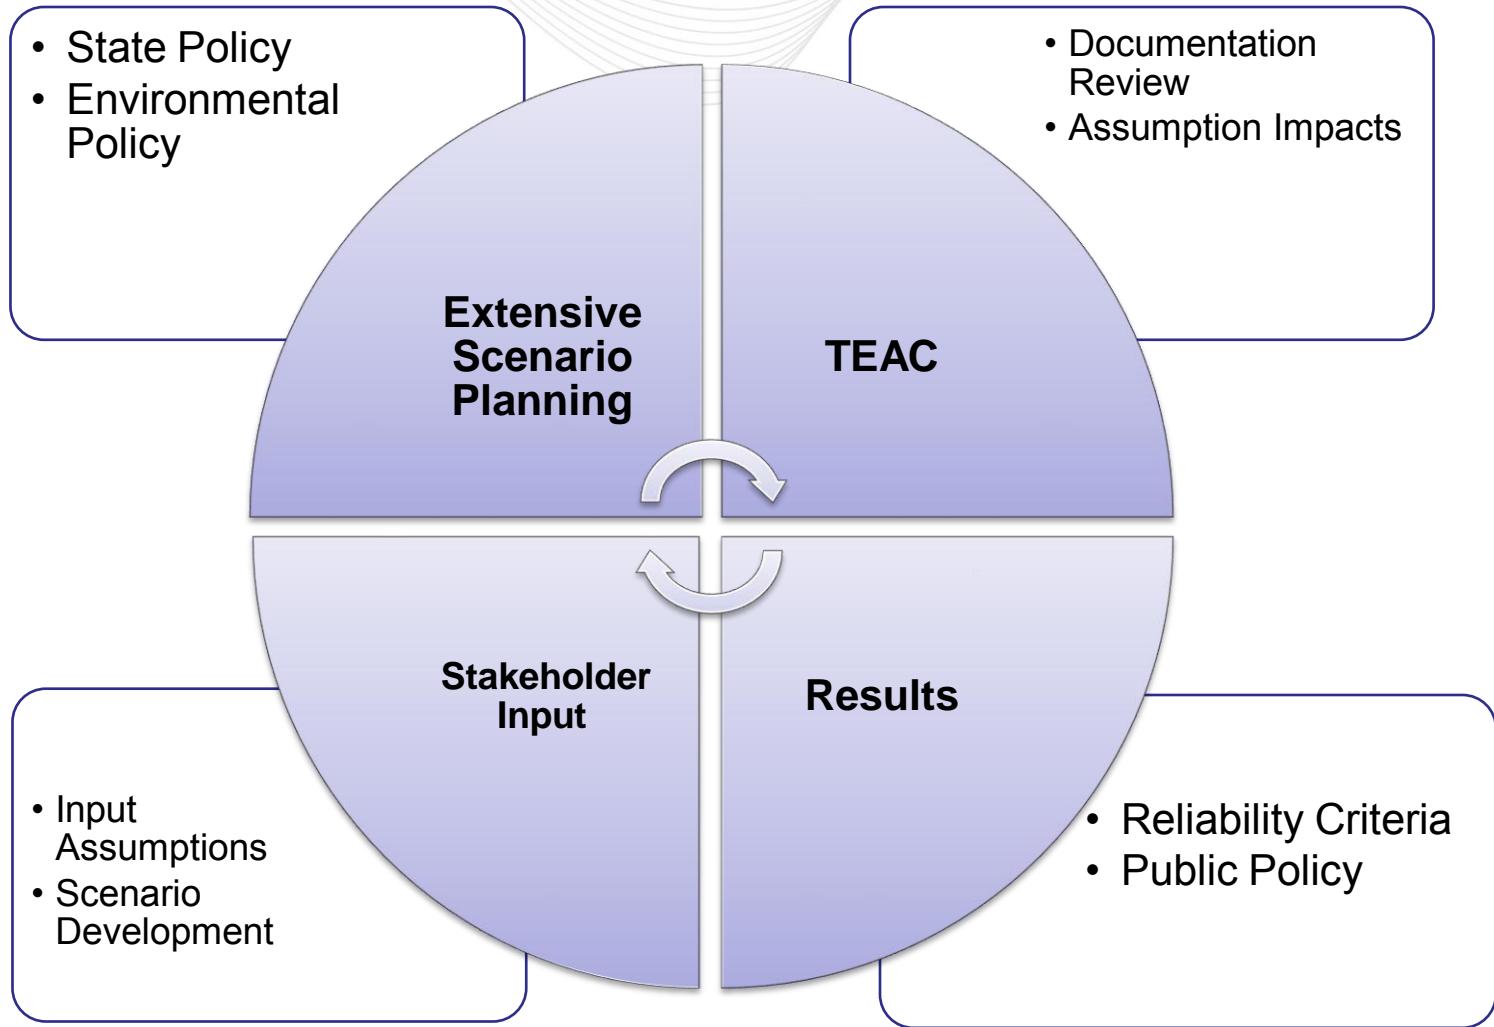 • State Policy
• Environmental
Policy
• Documentation
Review
• Assumption Impacts
Extensive
Scenario
Planning
TEAC
Stakeholder
Input
Results
• Input
Assumptions
• Scenario
Development
• Reliability Criteria
• Public Policy